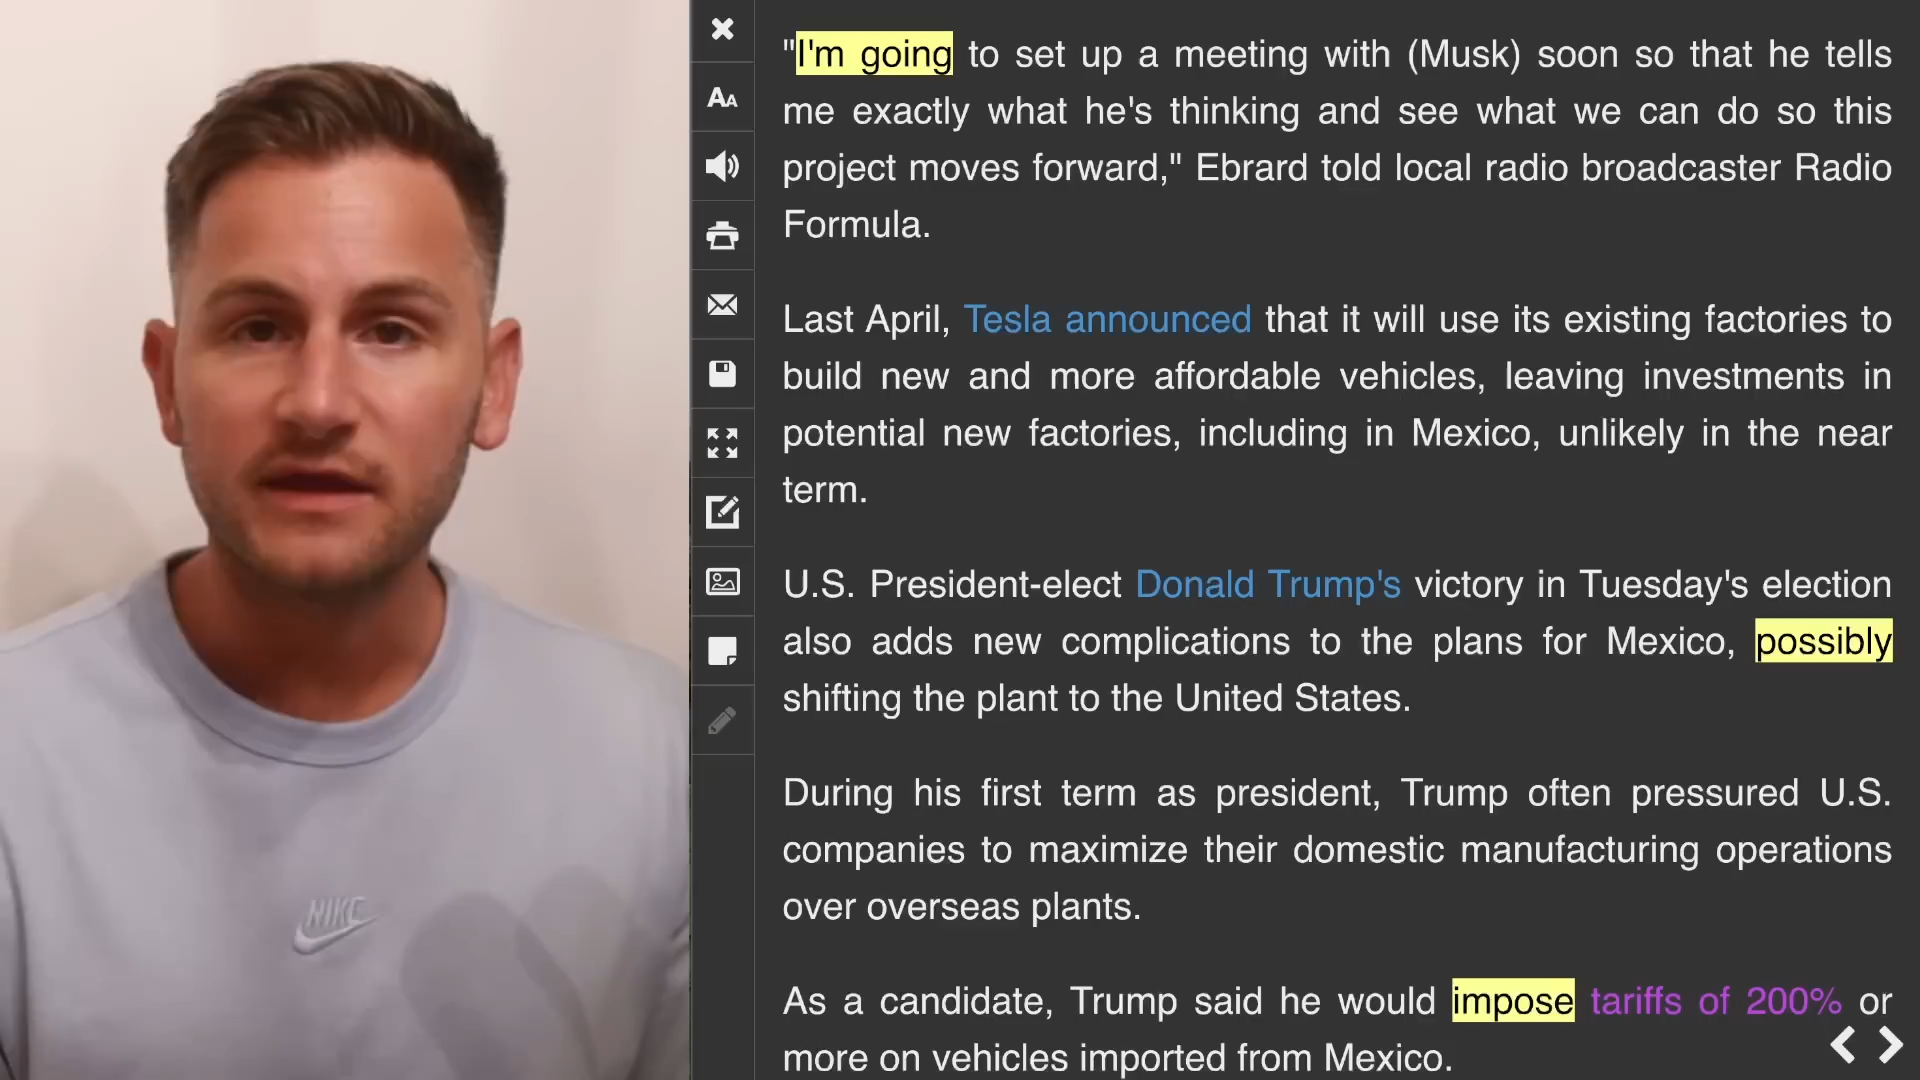 "I'm going to set up a meeting with (Musk) soon so that he tells
me exactly what he's thinking and see what we can do so this
project moves forward," Ebrard told local radio broadcaster Radio
Formula.
Last April, Tesla announced that it will use its existing factories to
build new and more affordable vehicles, leaving investments in
potential new factories, including in Mexico, unlikely in the near
term.
U.S. President-elect Donald Trump's victory in Tuesday's election
also adds new complications to the plans for Mexico, possibly
shifting the plant to the United States.
During his first term as president, Trump often pressured U.S.
companies to maximize their domestic manufacturing operations
over overseas plants.
As a candidate, Trump said he would impose tariffs of 200% or
more on vehicles imported from Mexico.
AA
NIKE